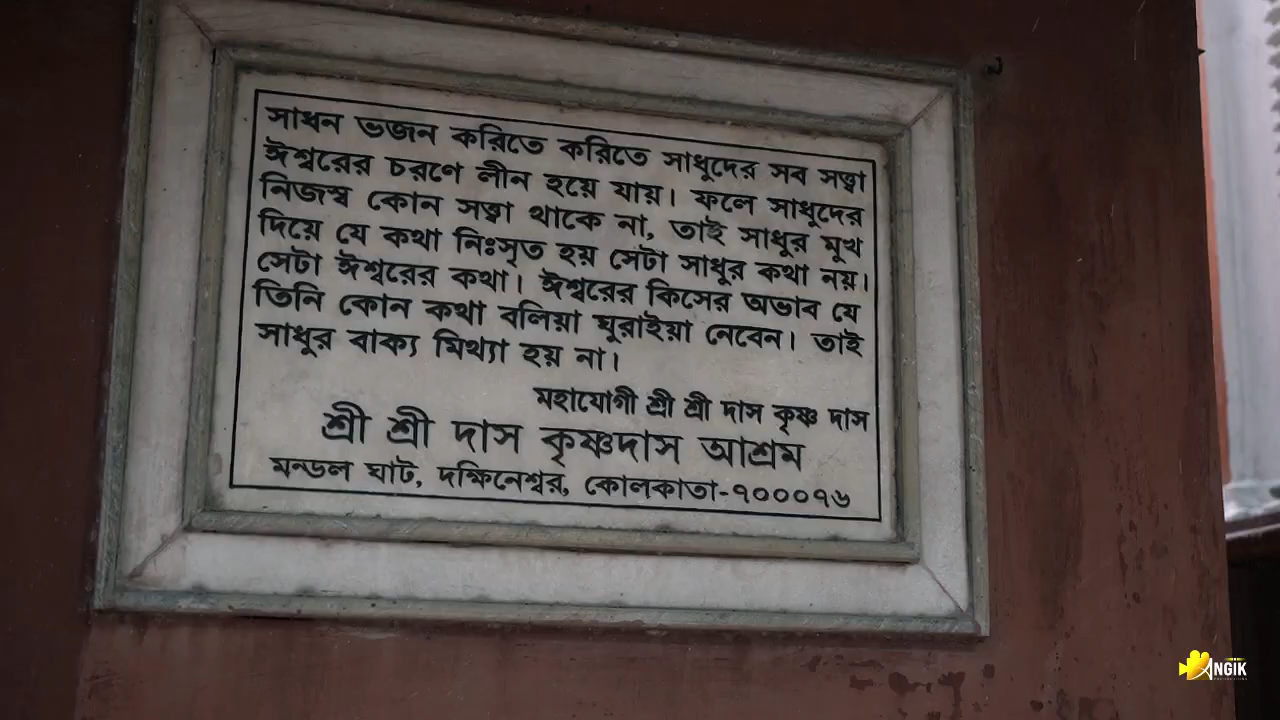 সাধন ভজন করিতে করিতে সাধুদের সব সত্ত্বা
ঈশ্বরের চরণে লীন হয়ে যায়। ফলে সাধুদের
নিজস্ব কোন সত্ত্বা থাকে না, তাই সাধুর মুখ
দিয়ে যে কথা নিঃসৃত হয় সেটা সাধুর কথা নয়।
সেটা ঈশ্বরের কথা। ঈশ্বরের কিসের অভাব যে
তিনি কোন কথা বলিয়া ঘুরাইয়া নেবেন। তাই
সাধুর বাক্য মিথ্যা হয় না।
মহাযোগী শ্রী শ্রী দাস কৃষ্ণ দাস
শ্রী শ্রী দাস কৃষ্ণদাস আশ্রম
মন্ডল ঘাট, দক্ষিনেশ্বর, কোলকাতা-৭০০০৭৬
ANGIK